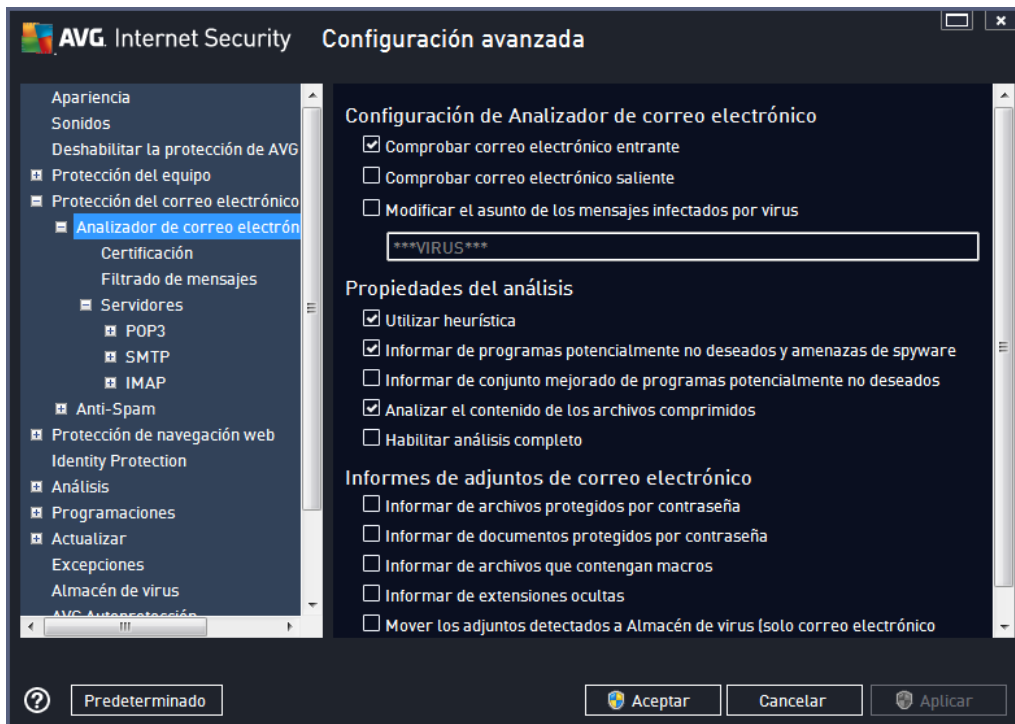 AVG. Internet Security
Configuración avanzada
Apariencia
Sonidos
Deshabilitar la protección de AVG
Protección del equipo
Protección del correo electrónico
Analizador de correo electrón
Certificación
Filtrado de mensajes
Servidores
POP3
SMTP
IMAP
Anti-Spam
Protección de navegación web
Identity Protection
Análisis
Programaciones
Actualizar
Excepciones
Almacén de virus
AVG Autoprotección
Configuración de Analizador de correo electrónico
Comprobar correo electrónico entrante
Comprobar correo electrónico saliente
Modificar el asunto de los mensajes infectados por virus
***VIRUS***
Propiedades del análisis
Utilizar heurística
Informar de programas potencialmente no deseados y amenazas de spyware
Informar de conjunto mejorado de programas potencialmente no deseados
Analizar el contenido de los archivos comprimidos
Habilitar análisis completo
Informes de adjuntos de correo electrónico
Informar de archivos protegidos por contraseña
Informar de documentos protegidos por contraseña
Informar de archivos que contengan macros
Informar de extensiones ocultas
Mover los adjuntos detectados a Almacén de virus (solo correo electrónico
Predeterminado
Aceptar
Cancelar
Aplicar